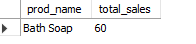 prod_name total_sales
Bath Soap 60